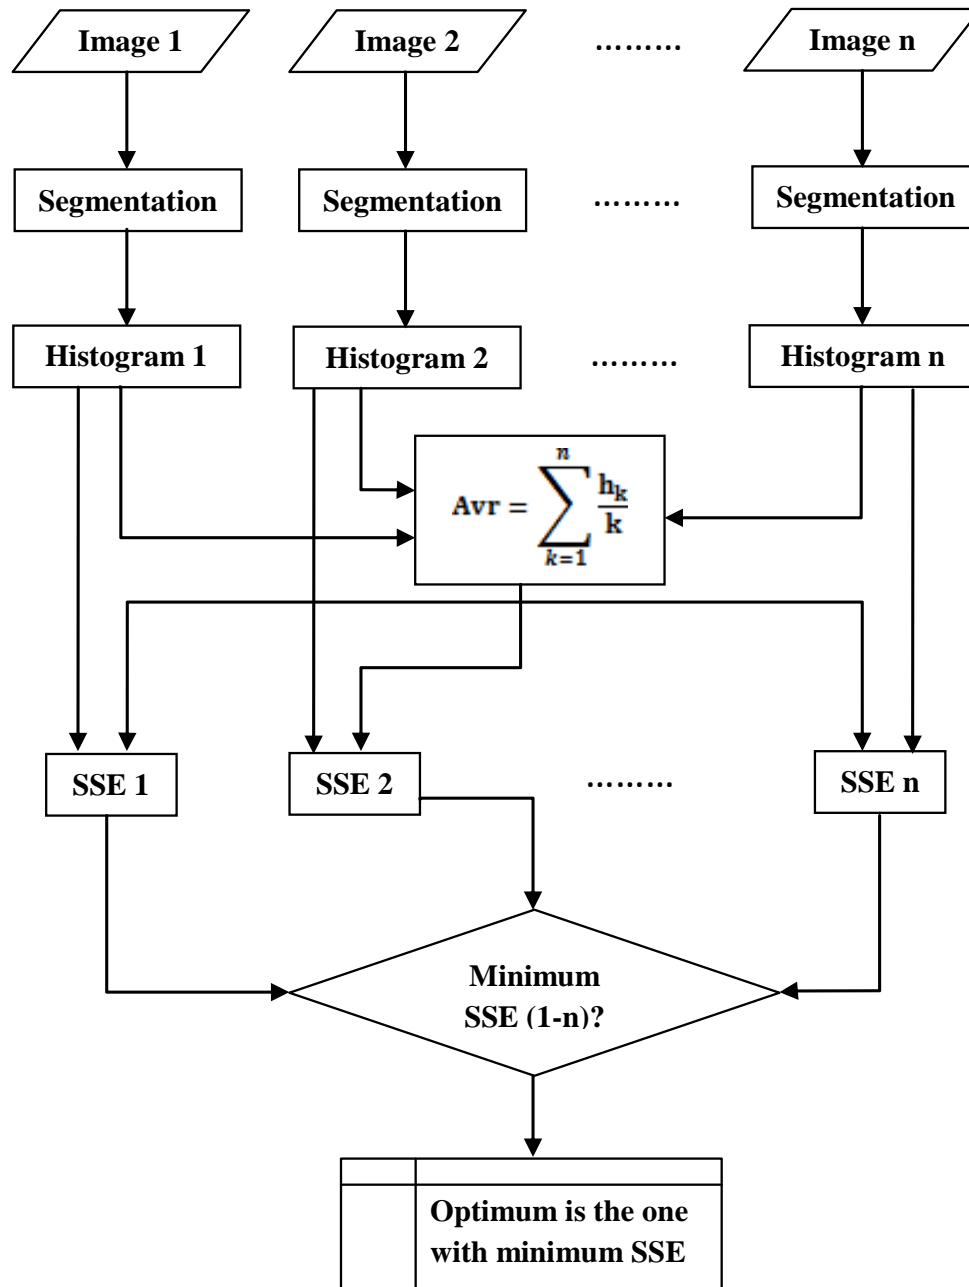 Image 1
Image 2
.........
Image n
Segmentation
Segmentation
.........
Segmentation
Histogram 1
Histogram 2
.........
Histogram n
Avr = ∑_{k=1}^{n} h_k/k
SSE 1
SSE 2
.........
SSE n
Minimum
SSE (1-n)?
Optimum is the one
with minimum SSE